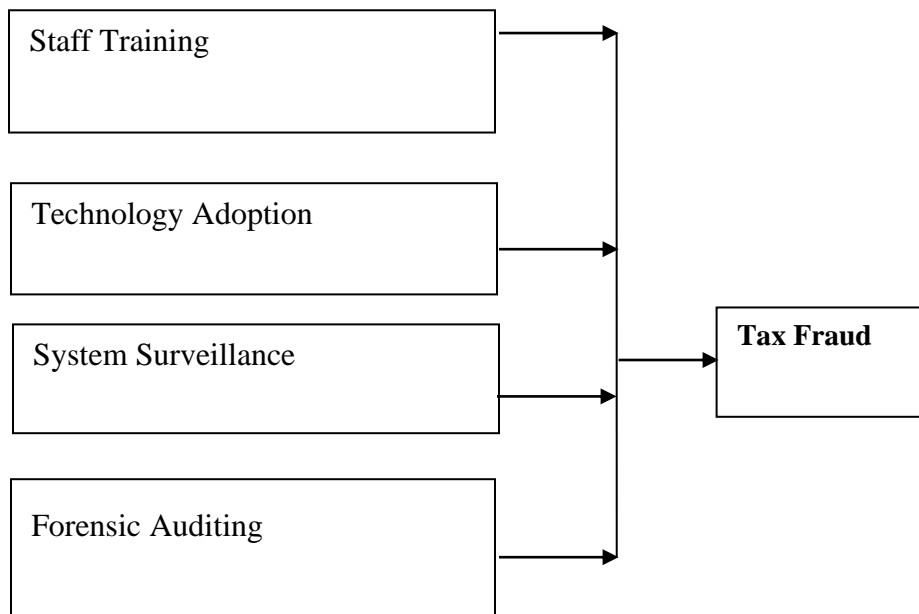 Staff Training
Technology Adoption
System Surveillance
Tax Fraud
Forensic Auditing